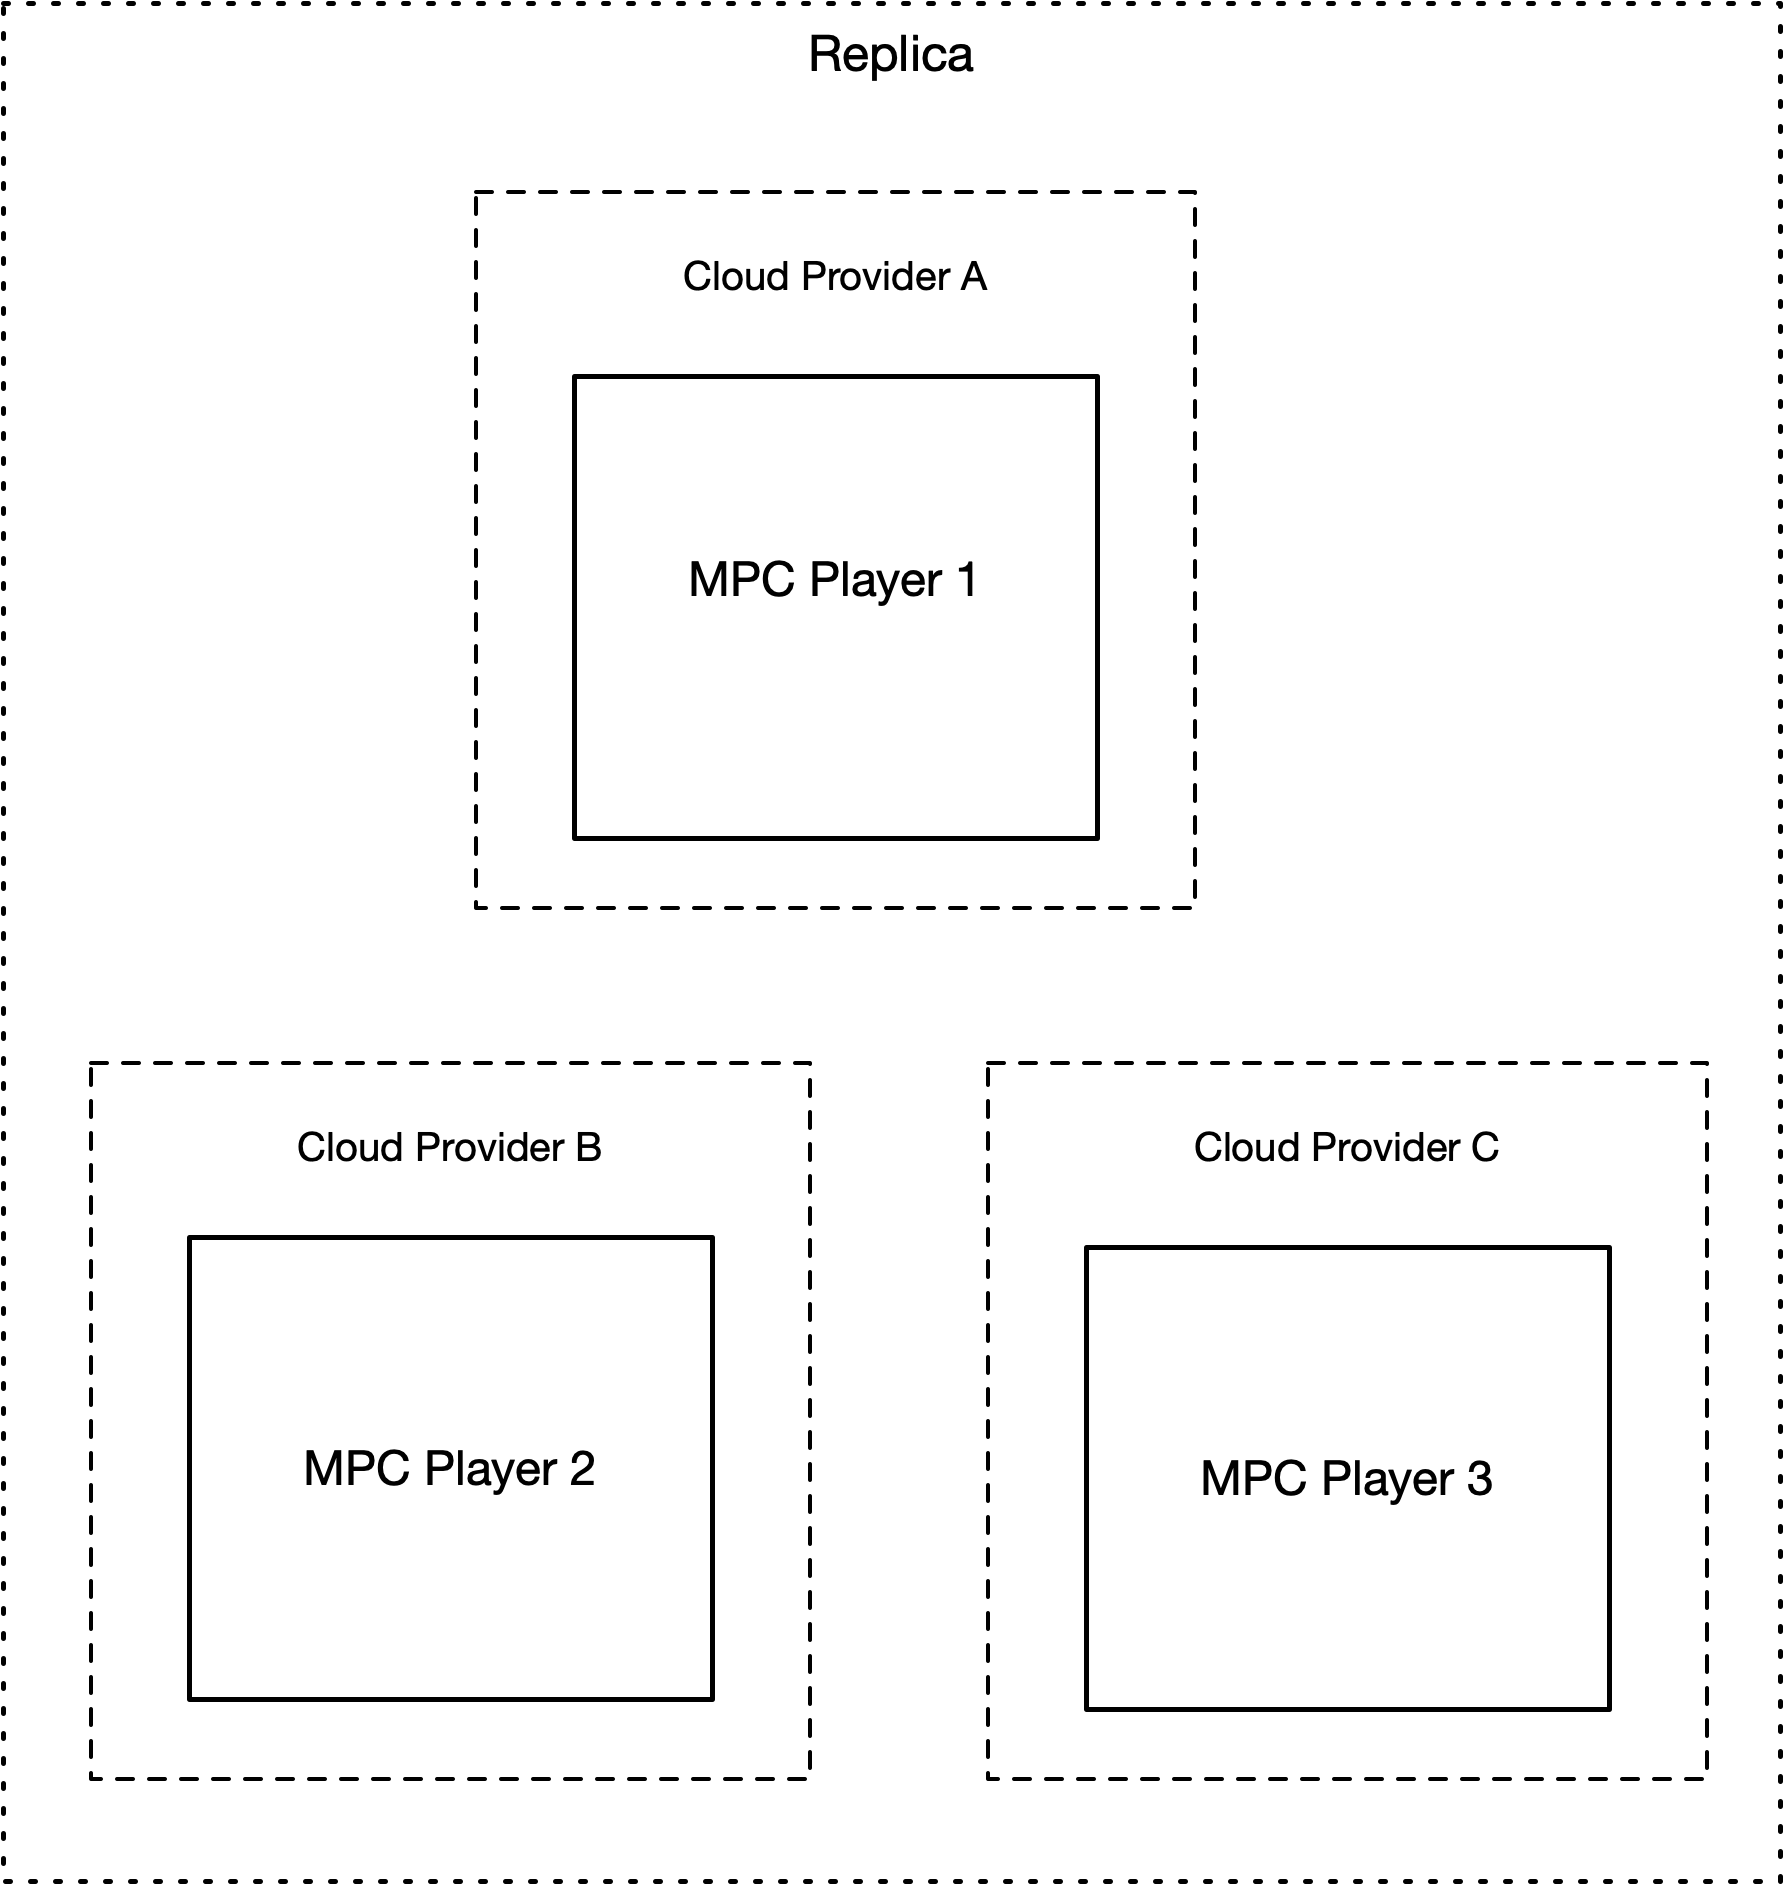 Replica
Cloud Provider A
MPC Player 1
Cloud Provider B
MPC Player 2
Cloud Provider C
MPC Player 3